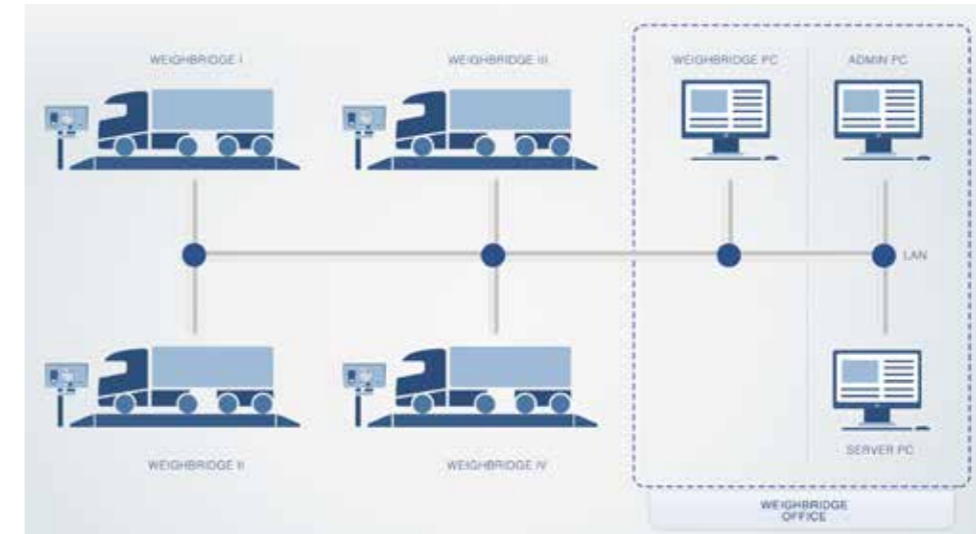 WEIGHBRIDGE I
WEIGHBRIDGE III
WEIGHBRIDGE PC
ADMIN PC
LAN
WEIGHBRIDGE II
WEIGHBRIDGE IV
SERVER PC
WEIGHBRIDGE
OFFICE